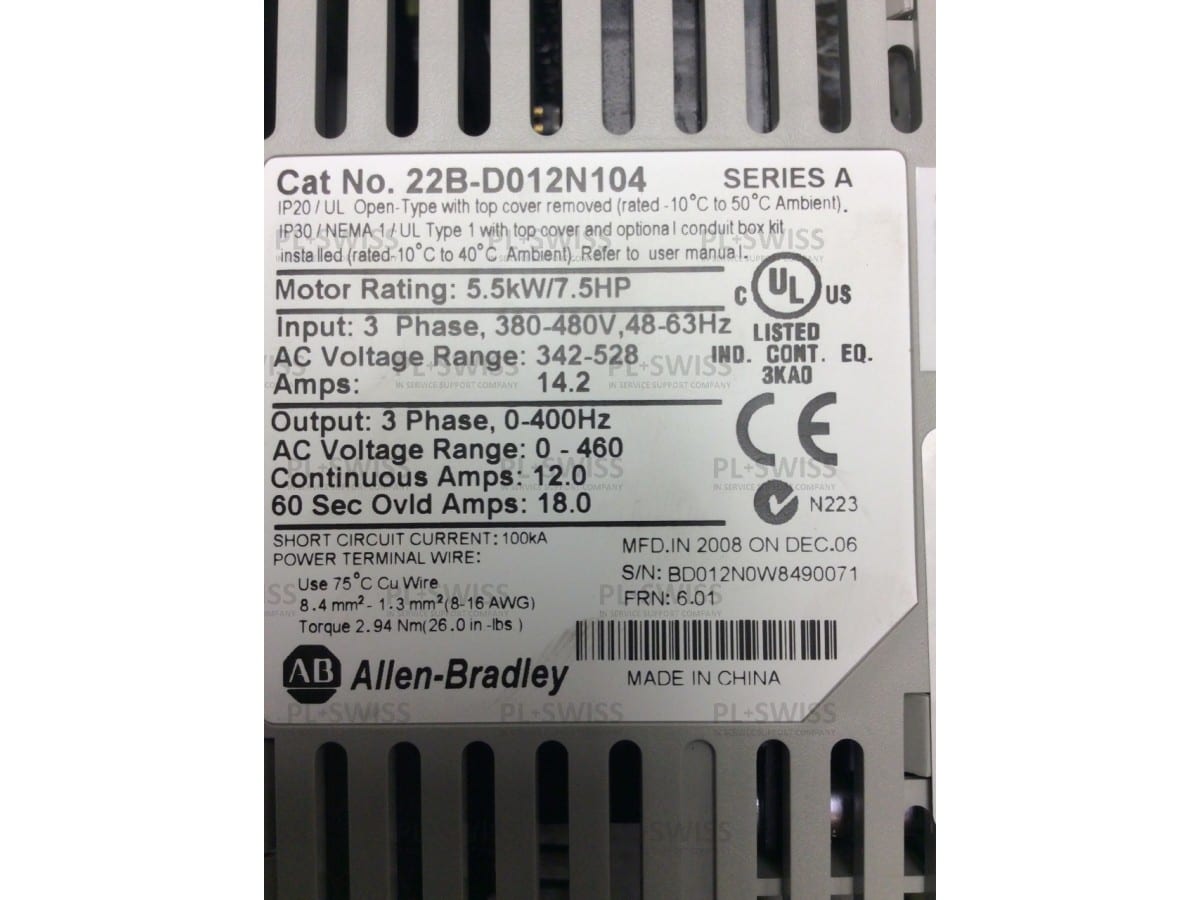 Cat No. 22B-D012N104 SERIES A
IP20 / UL Open-Type with top cover removed (rated -10°C to 50°C Ambient).
IP30 / NEMA 1 / UL Type 1 with top cover and optional conduit box kit
installed (rated -10°C to 40°C Ambient). Refer to user manual.
Motor Rating: 5.5kW/7.5HP
C UL US
LISTED
IND. CONT. EQ.
3KA0
Input: 3 Phase, 380-480V,48-63Hz
AC Voltage Range: 342-528
Amps: 14.2
CE
Output: 3 Phase, 0-400Hz
AC Voltage Range: 0 - 460
Continuous Amps: 12.0
60 Sec Ovld Amps: 18.0
N223
SHORT CIRCUIT CURRENT: 100kA
POWER TERMINAL WIRE:
Use 75°C Cu Wire
8.4 mm² - 1.3 mm² (8-16 AWG)
Torque 2.94 Nm(26.0 in -lbs )
MFD.IN 2008 ON DEC.06
S/N: BD012N0W8490071
FRN: 6.01
AB Allen-Bradley
MADE IN CHINA
PL+SWISS
IN SERVICE SUPPORT COMPANY